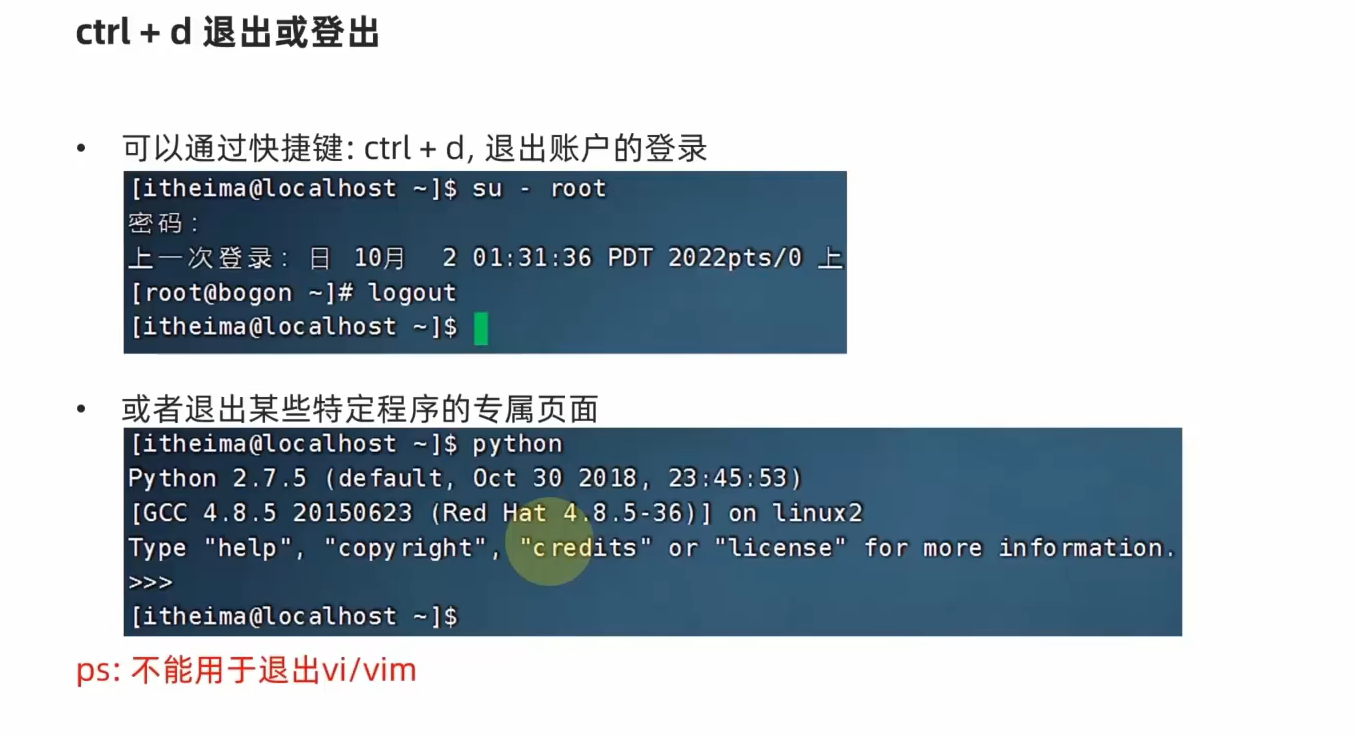 ctrl + d 退出或登出
• 可以通过快捷键: ctrl + d, 退出账户的登录
[itheima@localhost ~]$ su - root
密码：
上一次登录：日 10月  2 01:31:36 PDT 2022pts/0 上
[root@bogon ~]# logout
[itheima@localhost ~]$
• 或者退出某些特定程序的专属页面
[itheima@localhost ~]$ python
Python 2.7.5 (default, Oct 30 2018, 23:45:53)
[GCC 4.8.5 20150623 (Red Hat 4.8.5-36)] on linux2
Type "help", "copyright", "credits" or "license" for more information.
>>>
[itheima@localhost ~]$
ps: 不能用于退出vi/vim